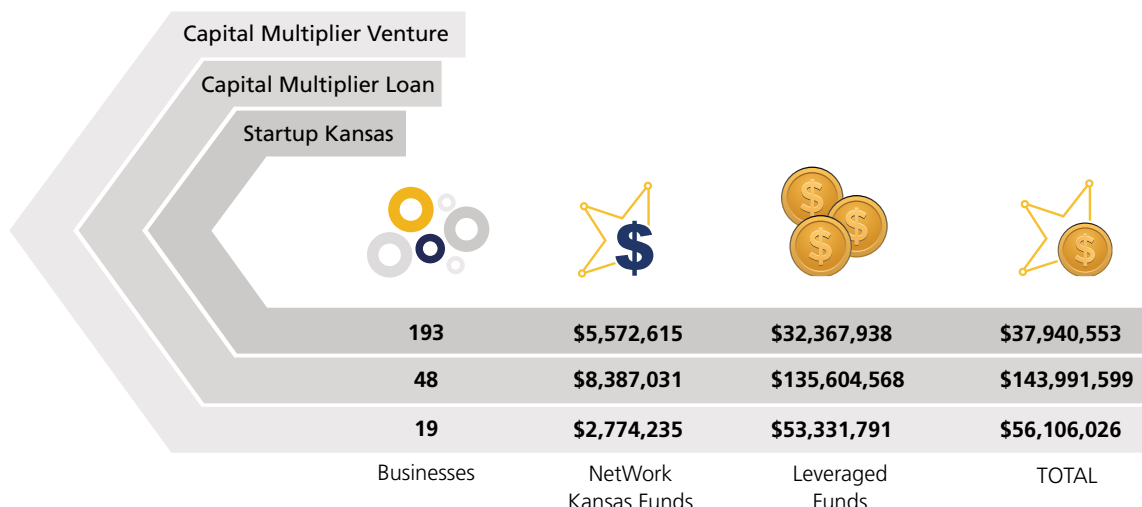 Capital Multiplier Venture
Capital Multiplier Loan
Startup Kansas
$
$ $ $
$
193 $5,572,615 $32,367,938 $37,940,553
48 $8,387,031 $135,604,568 $143,991,599
19 $2,774,235 $53,331,791 $56,106,026
Businesses NetWork Leveraged TOTAL
Kansas Funds Funds